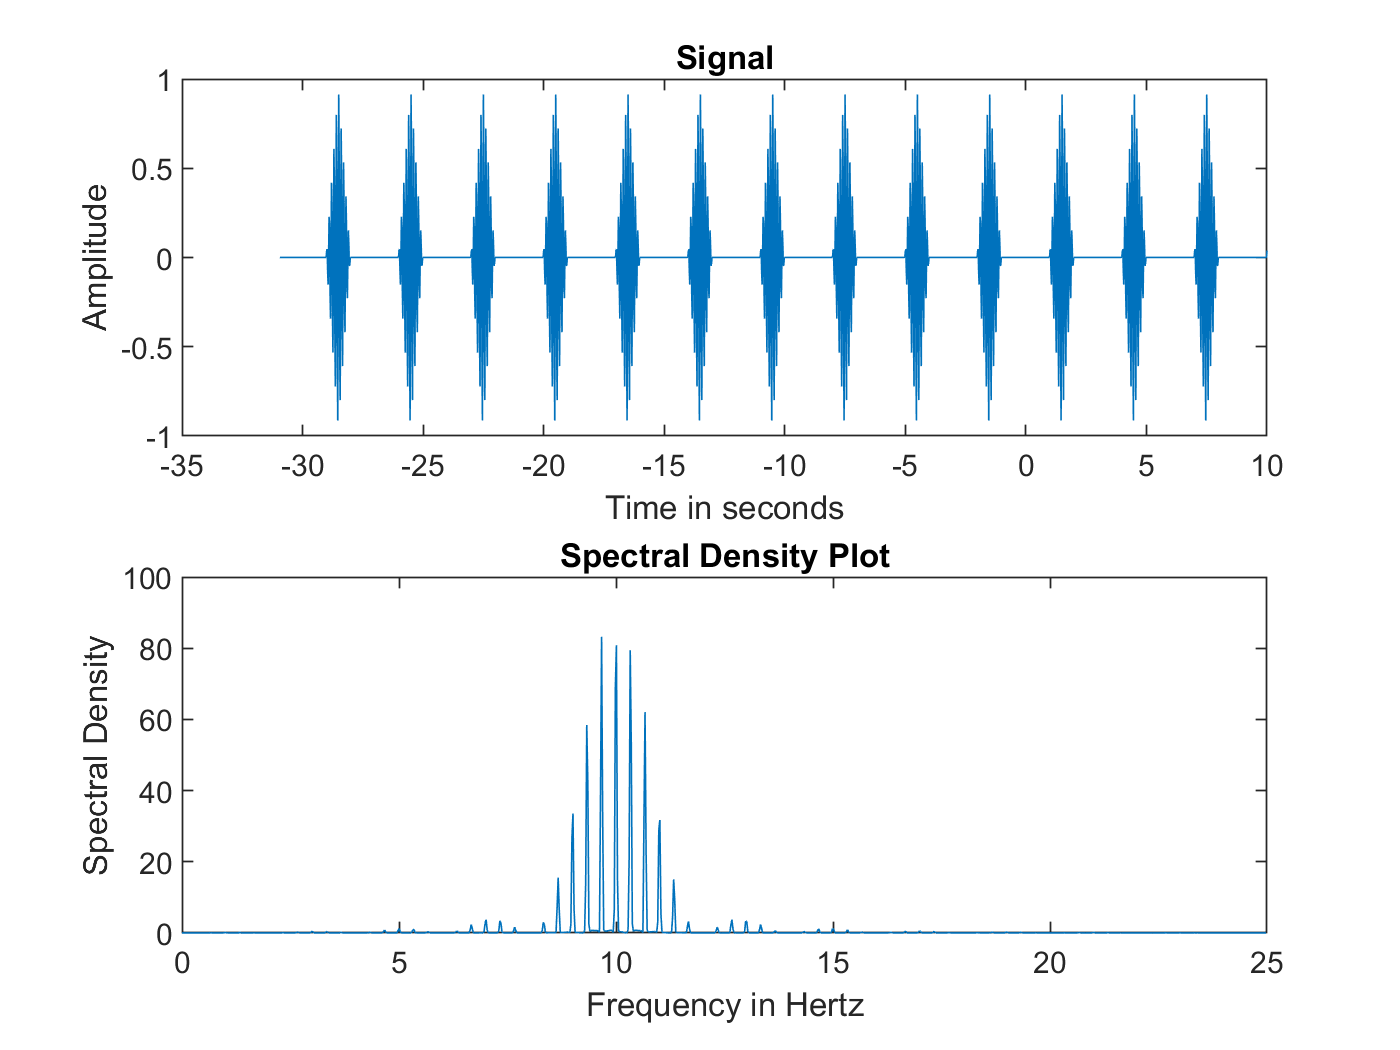 Signal
1
0.5
0
-0.5
-1
Amplitude
-35 -30 -25 -20 -15 -10 -5 0 5 10
Time in seconds
Spectral Density Plot
100
80
60
40
20
0
Spectral Density
0 5 10 15 20 25
Frequency in Hertz